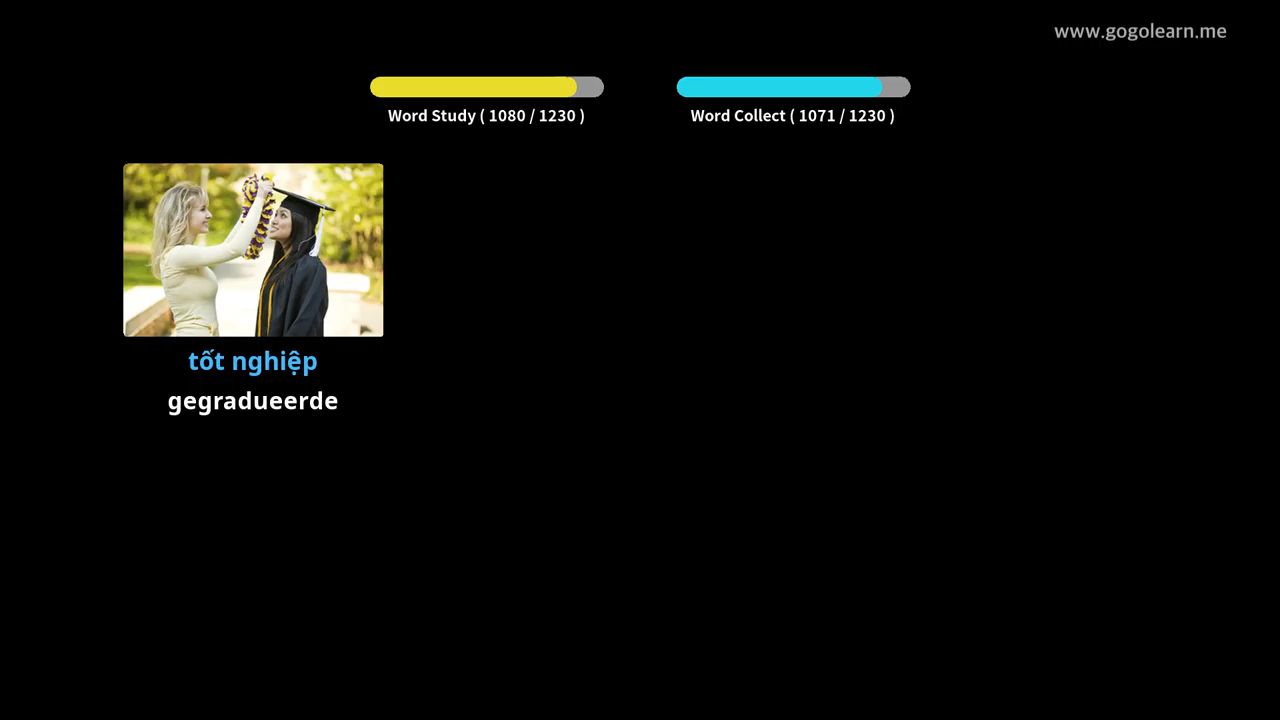 www.gogolearn.me
Word Study ( 1080 / 1230 )
Word Collect ( 1071 / 1230 )
tốt nghiệp
gegradueerde